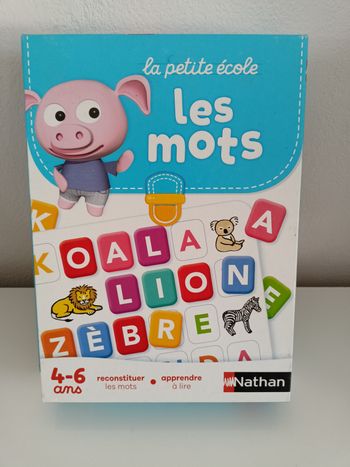 la petite école
les
mots
K
KOALA
A
LION
E
E
ZÈBRE
4-6
ans
reconstituer
les mots
•
apprendre
à lire
Nathan